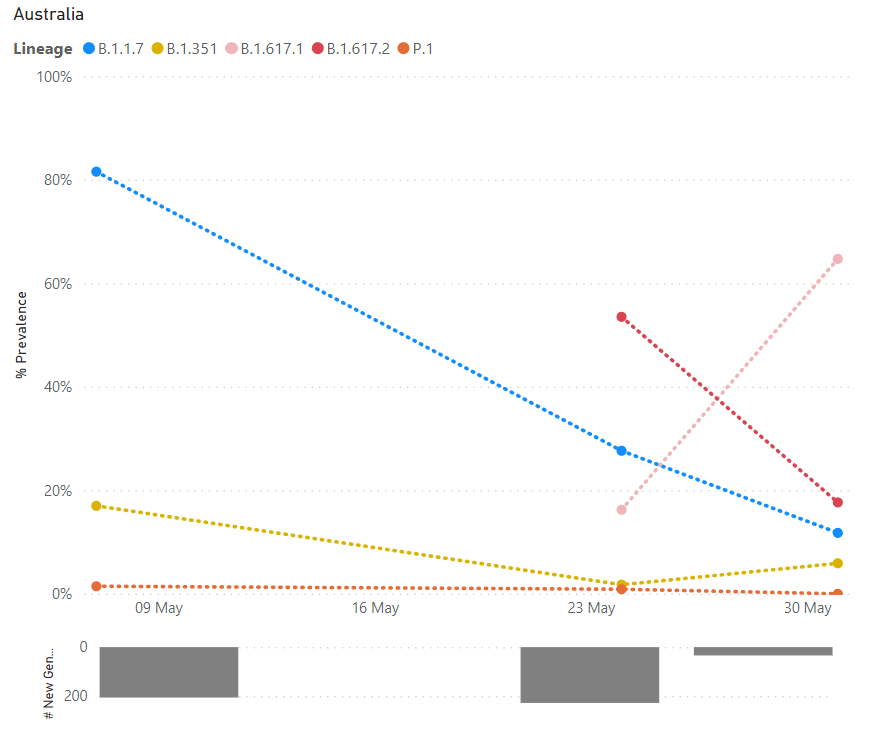 Australia
Lineage B.1.1.7 B.1.351 B.1.617.1 B.1.617.2 P.1
100%
80%
60%
40%
20%
0%
% Prevalence
09 May 16 May 23 May 30 May
0
200
# New Gen...